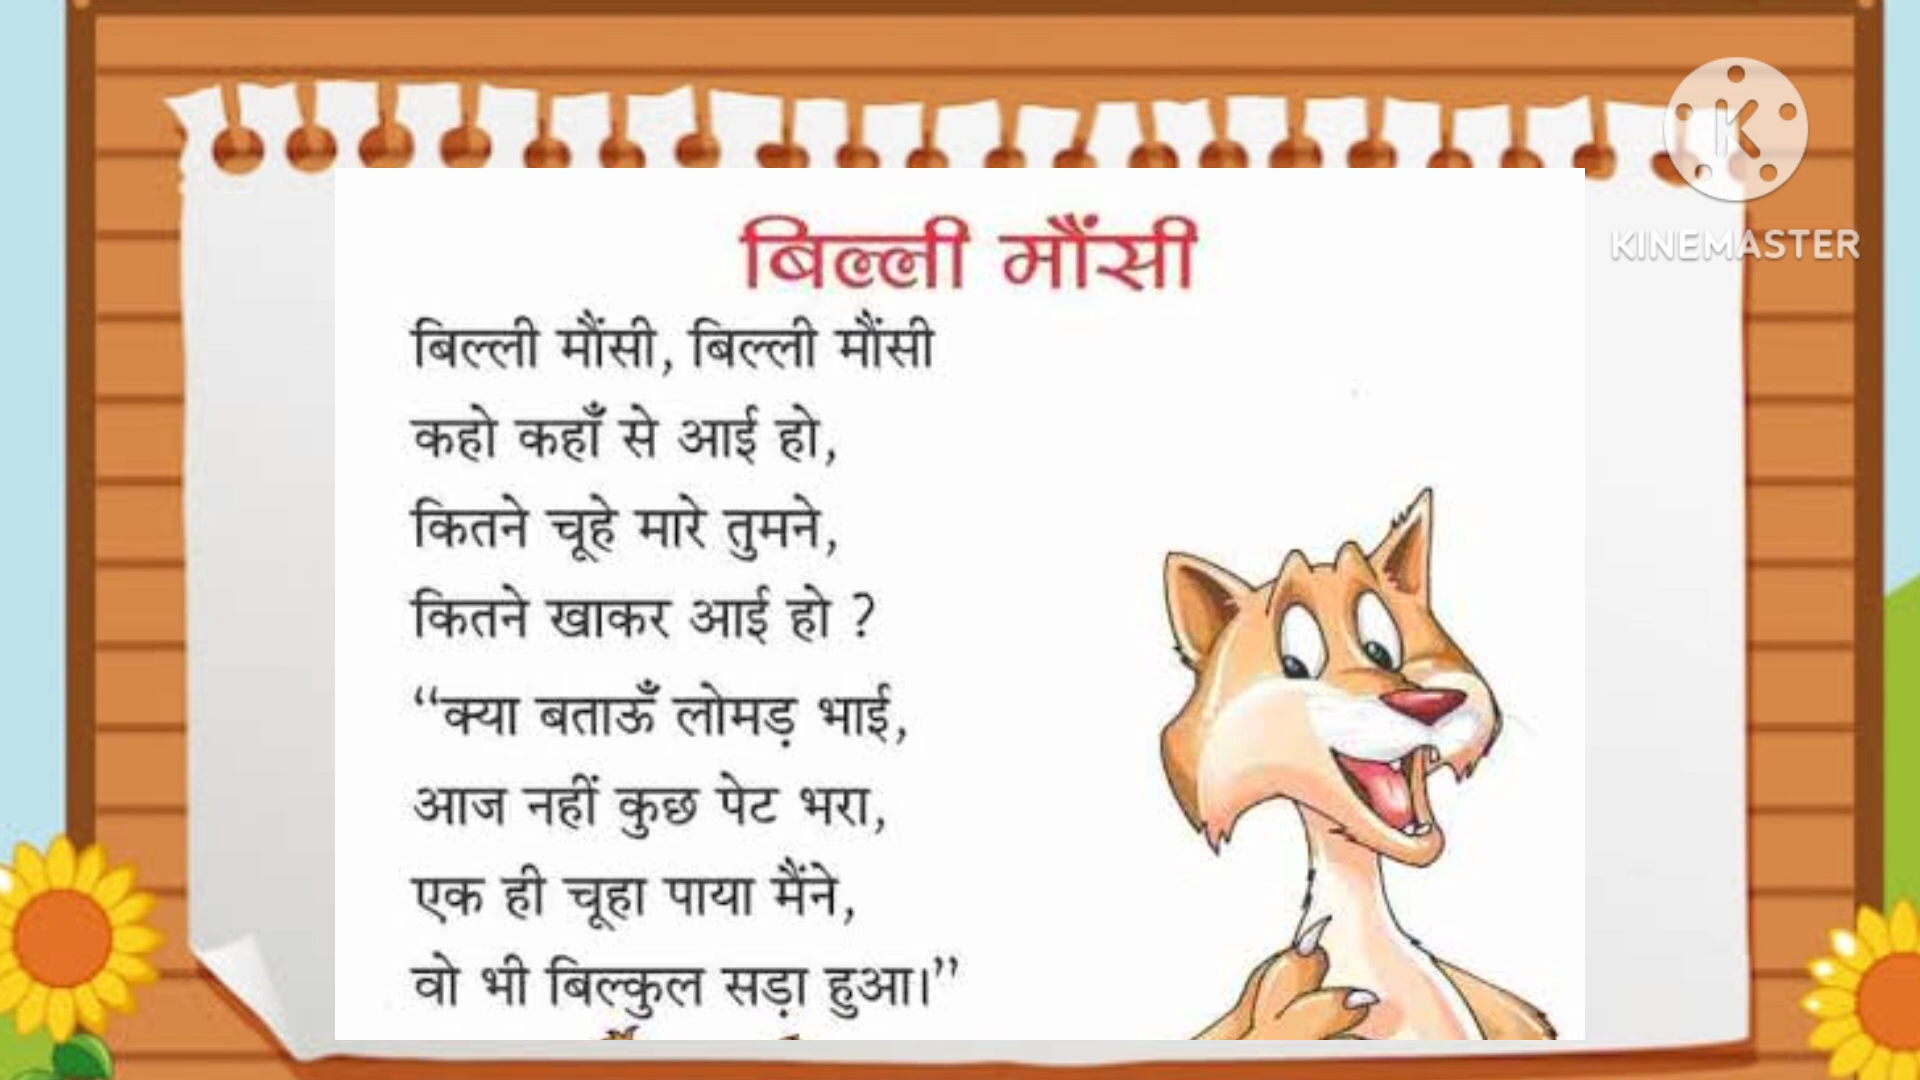 बिल्ली मौंसी
बिल्ली मौंसी, बिल्ली मौंसी
कहो कहाँ से आई हो,
कितने चूहे मारे तुमने,
कितने खाकर आई हो ?
“क्या बताऊँ लोमड़ भाई,
आज नहीं कुछ पेट भरा,
एक ही चूहा पाया मैंने,
वो भी बिल्कुल सड़ा हुआ।”
K
KINEMASTER